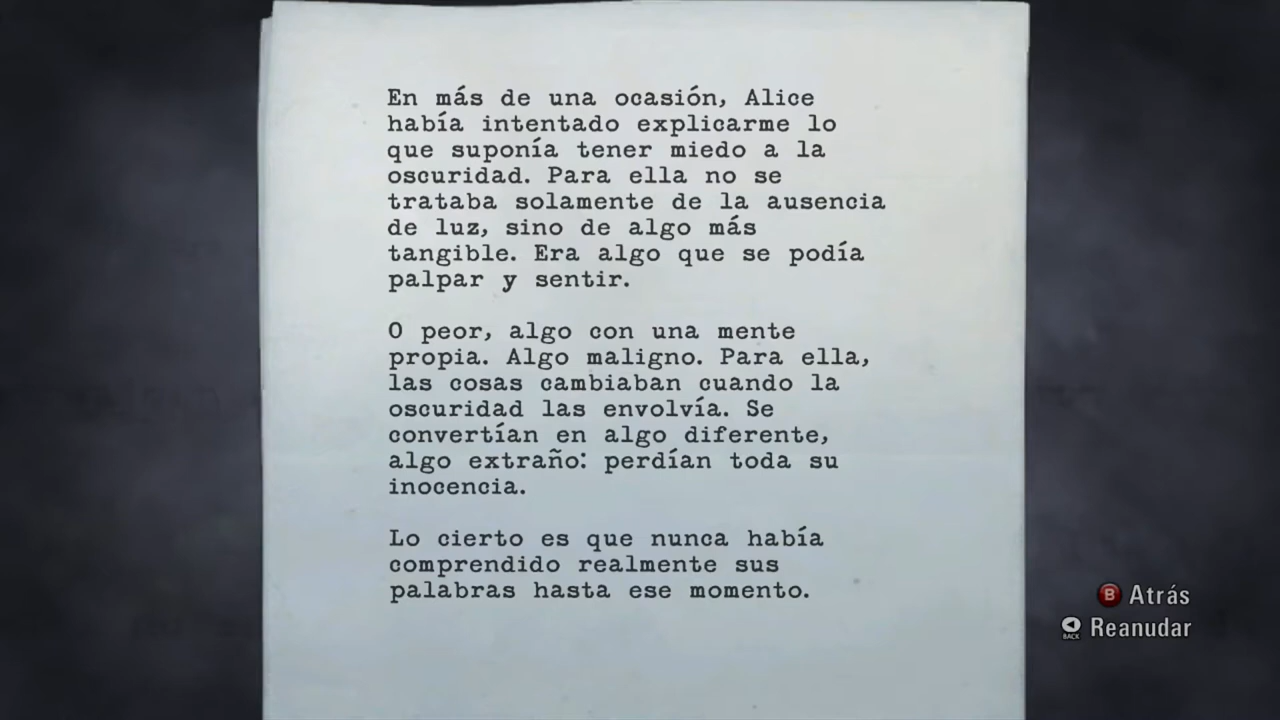 En más de una ocasión, Alice
había intentado explicarme lo
que suponía tener miedo a la
oscuridad. Para ella no se
trataba solamente de la ausencia
de luz, sino de algo más
tangible. Era algo que se podía
palpar y sentir.
O peor, algo con una mente
propia. Algo maligno. Para ella,
las cosas cambiaban cuando la
oscuridad las envolvía. Se
convertían en algo diferente,
algo extraño: perdían toda su
inocencia.
Lo cierto es que nunca había
comprendido realmente sus
palabras hasta ese momento.
B Atrás
BACK Reanudar